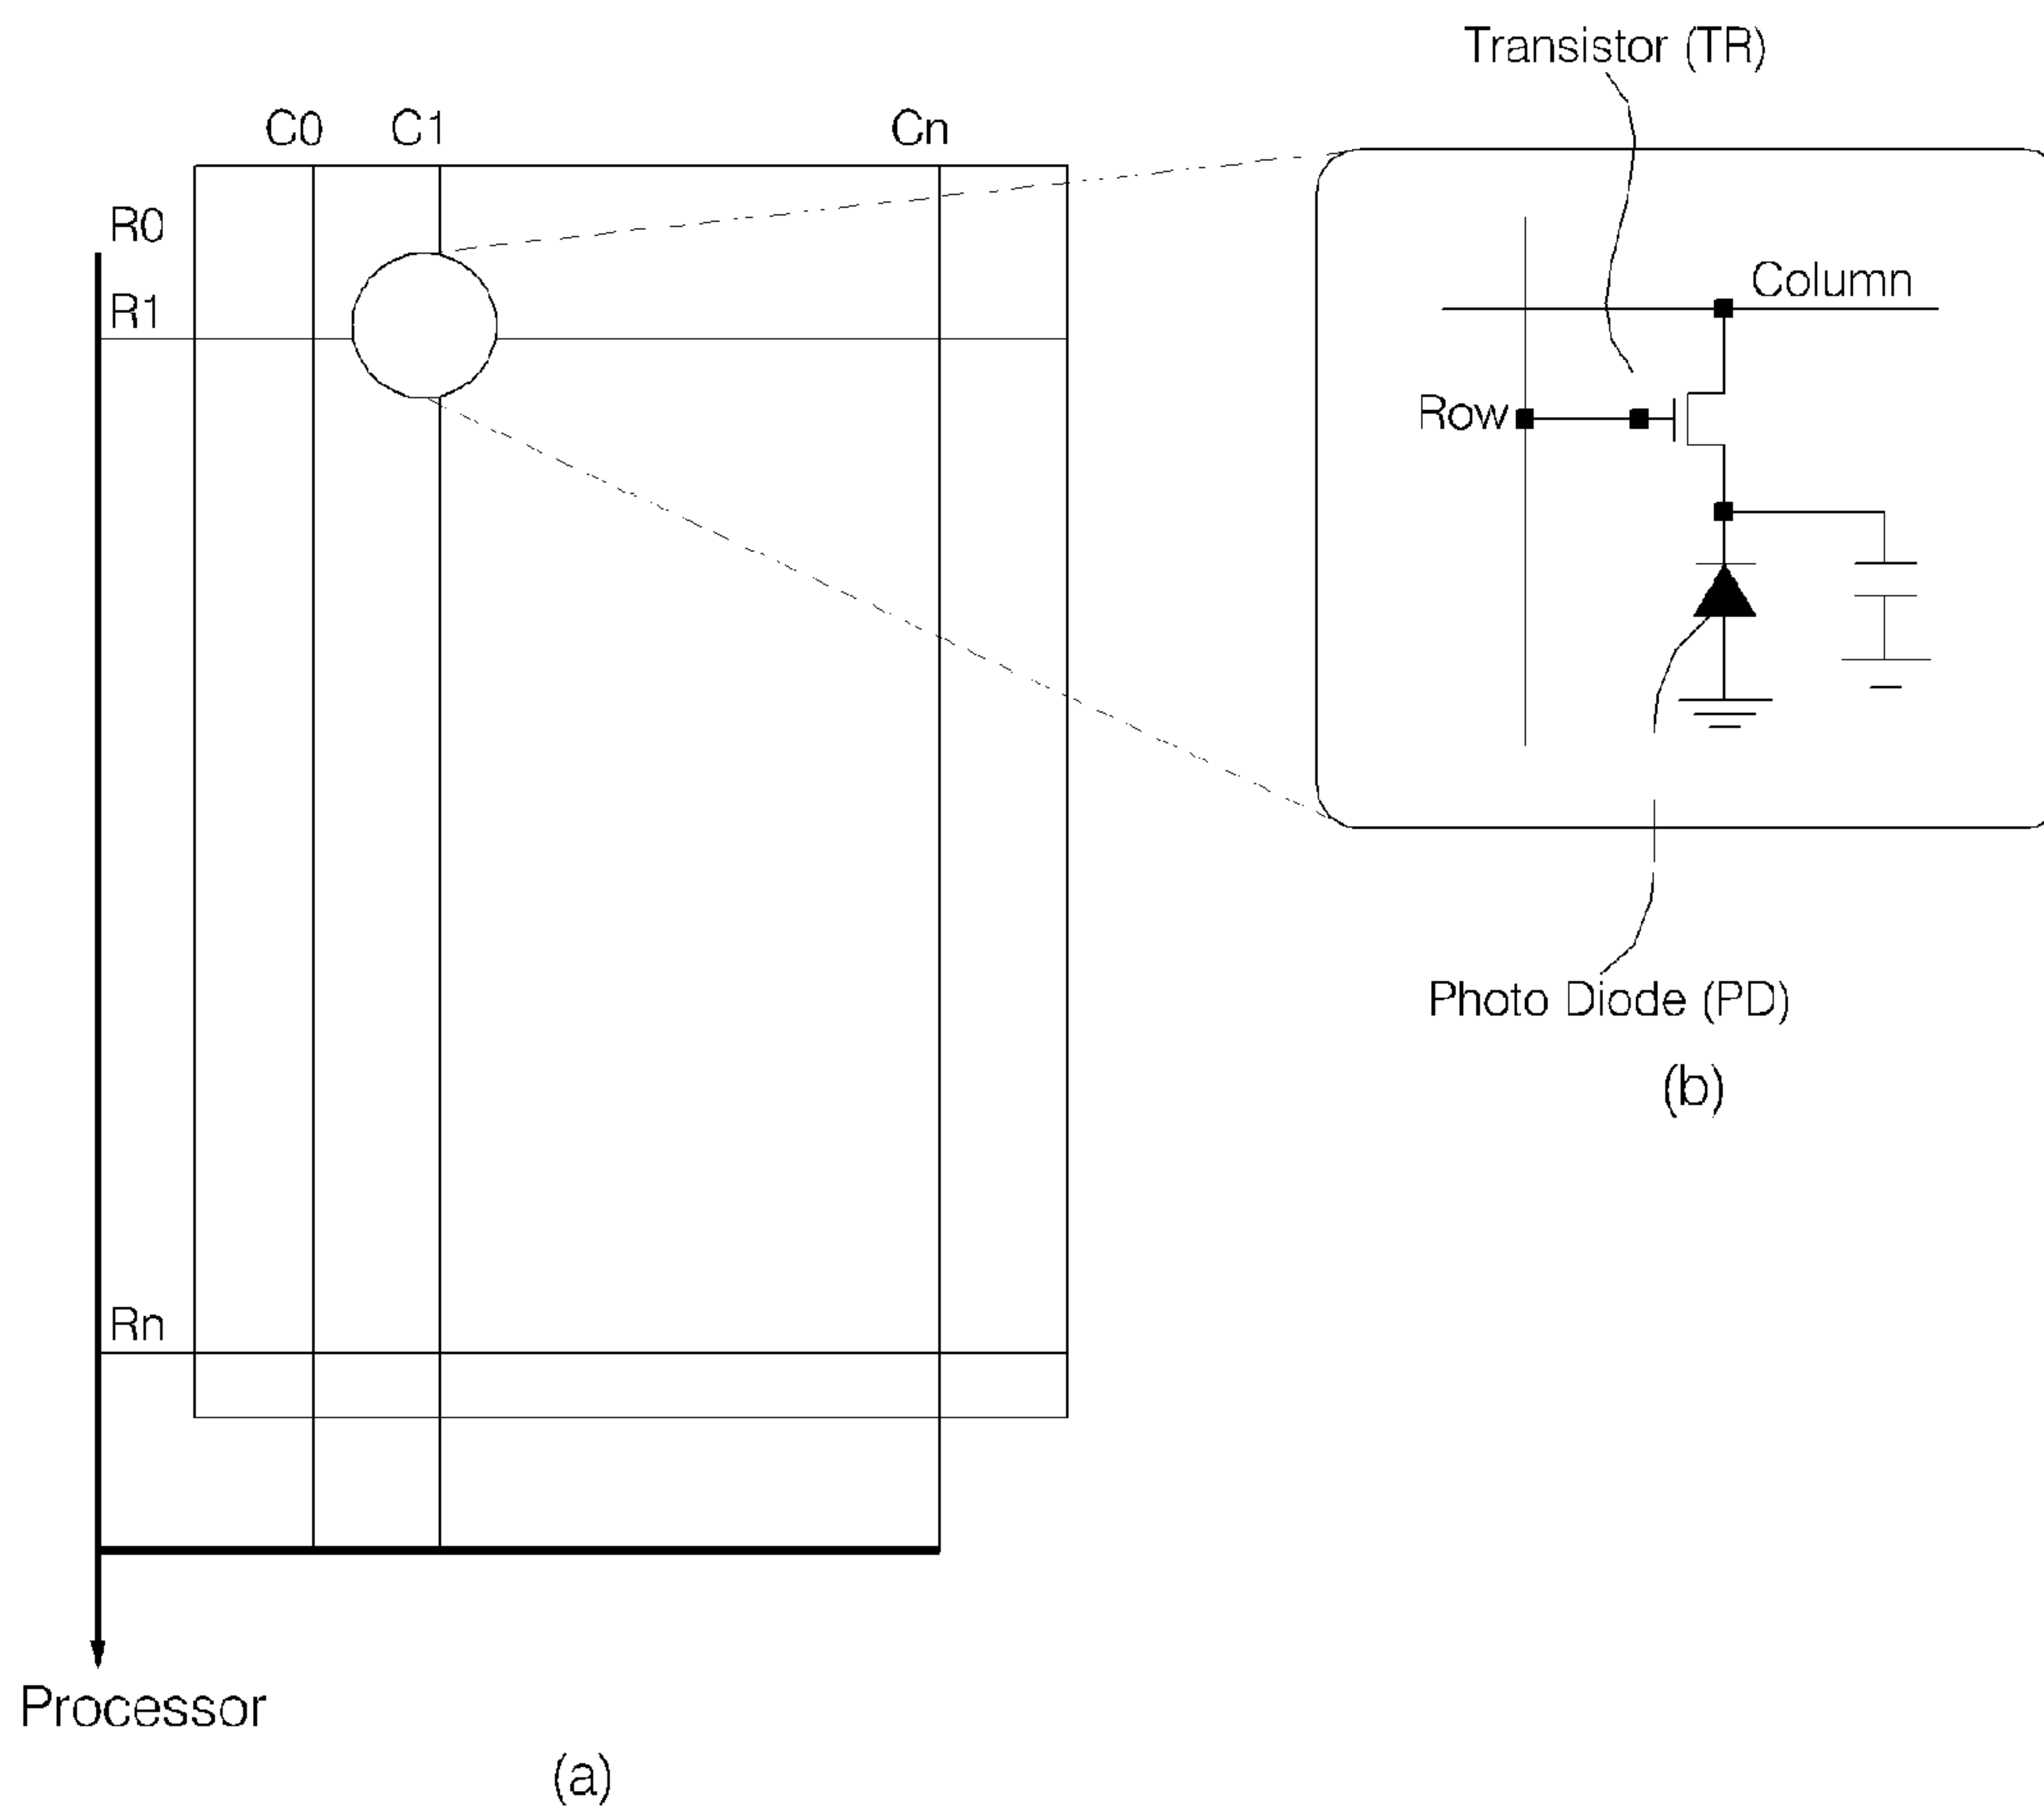 C0
C1
Cn
R0
R1
Rn
Processor
(a)
Transistor (TR)
Column
Row
Photo Diode (PD)
(b)